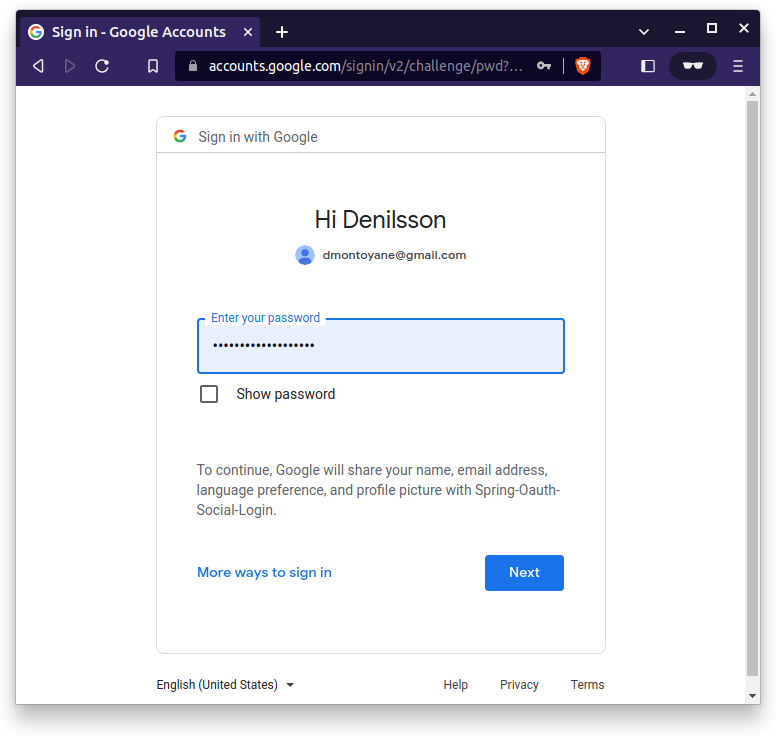 Sign in - Google Accounts
accounts.google.com/signin/v2/challenge/pwd?...
Sign in with Google
Hi Denilsson
dmontoyane@gmail.com
Enter your password
•••••••••••••••••••
Show password
To continue, Google will share your name, email address,
language preference, and profile picture with Spring-Oauth-
Social-Login.
More ways to sign in
Next
English (United States)
Help Privacy Terms